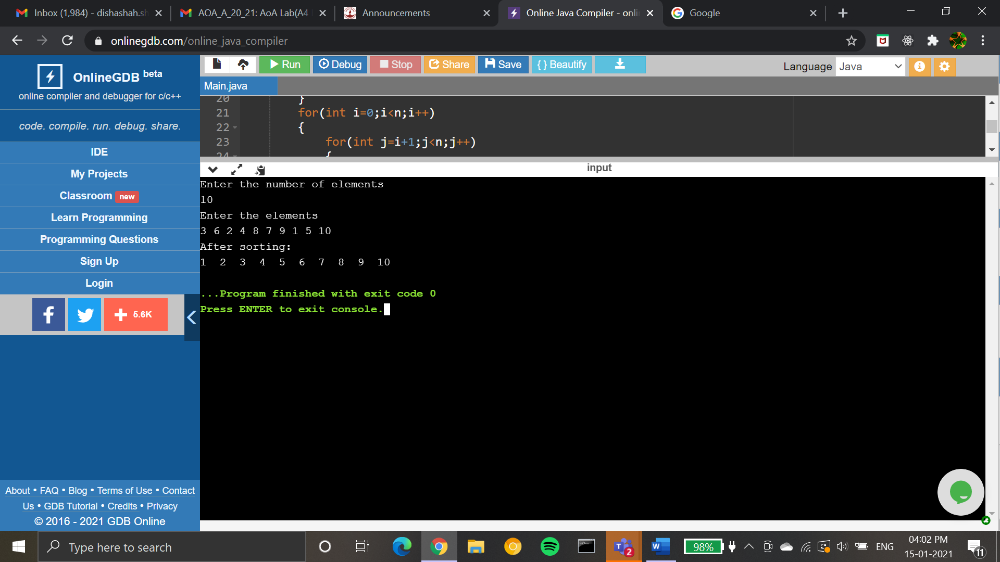 Inbox (1,984) - dishashah.sh
AOA_A_20_21: AoA Lab(A4
Announcements
Online Java Compiler - onli
Google
onlinegdb.com/online_java_compiler
OnlineGDB beta
online compiler and debugger for c/c++
code. compile. run. debug. share.
IDE
My Projects
Classroom new
Learn Programming
Programming Questions
Sign Up
Login
f
5.6K
About • FAQ • Blog • Terms of Use • Contact
Us • GDB Tutorial • Credits • Privacy
© 2016 - 2021 GDB Online
Run
Debug
Stop
Share
Save
{ } Beautify
Language Java
Main.java
20 }
21 for(int i=0;i<n;i++)
22 {
23 for(int j=i+1;j<n;j++)
24 {
input
Enter the number of elements
10
Enter the elements
3 6 2 4 8 7 9 1 5 10
After sorting:
1 2 3 4 5 6 7 8 9 10
...Program finished with exit code 0
Press ENTER to exit console.
Type here to search
T 2
W
98%
ENG
04:02 PM
15-01-2021
11